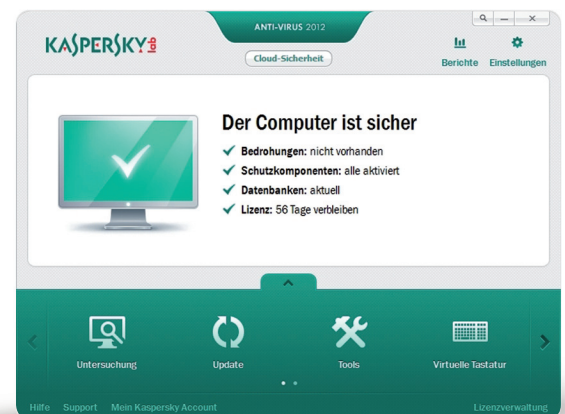 ANTI-VIRUS 2012
KASPERSKY lab
Cloud-Sicherheit
Berichte Einstellungen
Der Computer ist sicher
Bedrohungen: nicht vorhanden
Schutzkomponenten: alle aktiviert
Datenbanken: aktuell
Lizenz: 56 Tage verbleiben
Untersuchung Update Tools Virtuelle Tastatur
Hilfe Support Mein Kaspersky Account Lizenzverwaltung